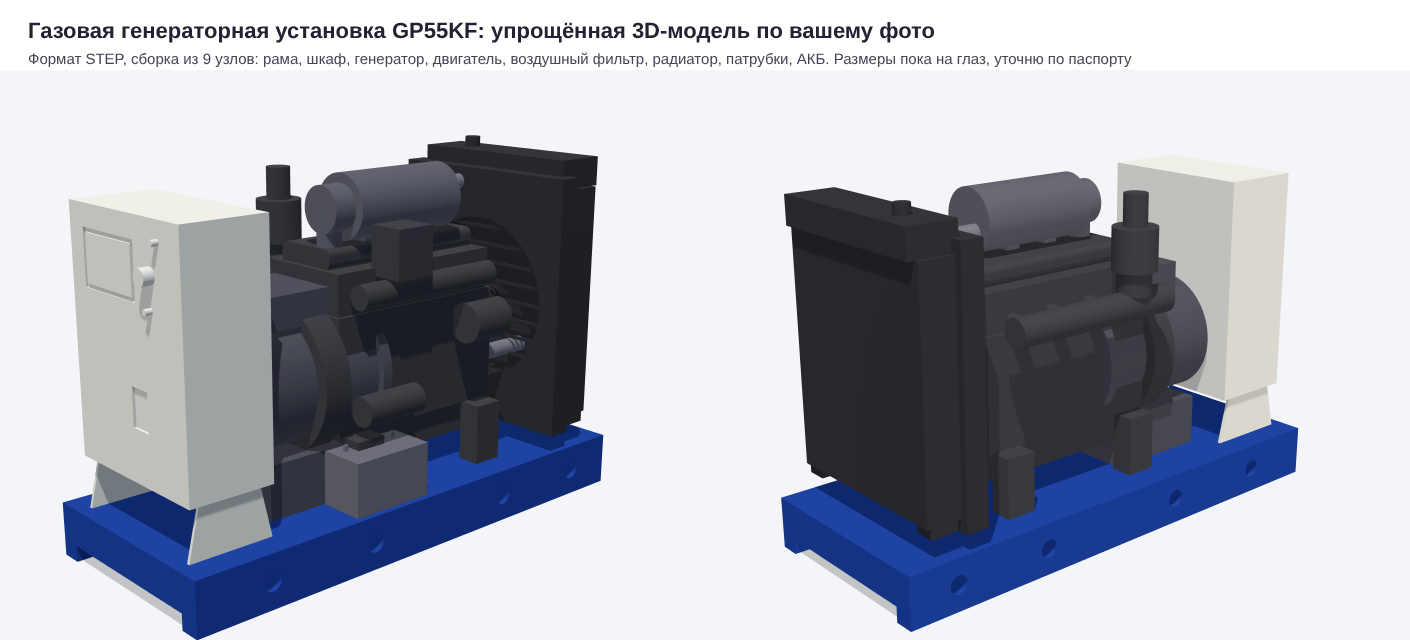 Газовая генераторная установка GP55KF: упрощённая 3D-модель по вашему фото
Формат STEP, сборка из 9 узлов: рама, шкаф, генератор, двигатель, воздушный фильтр, радиатор, патрубки, АКБ. Размеры пока на глаз, уточню по паспорту